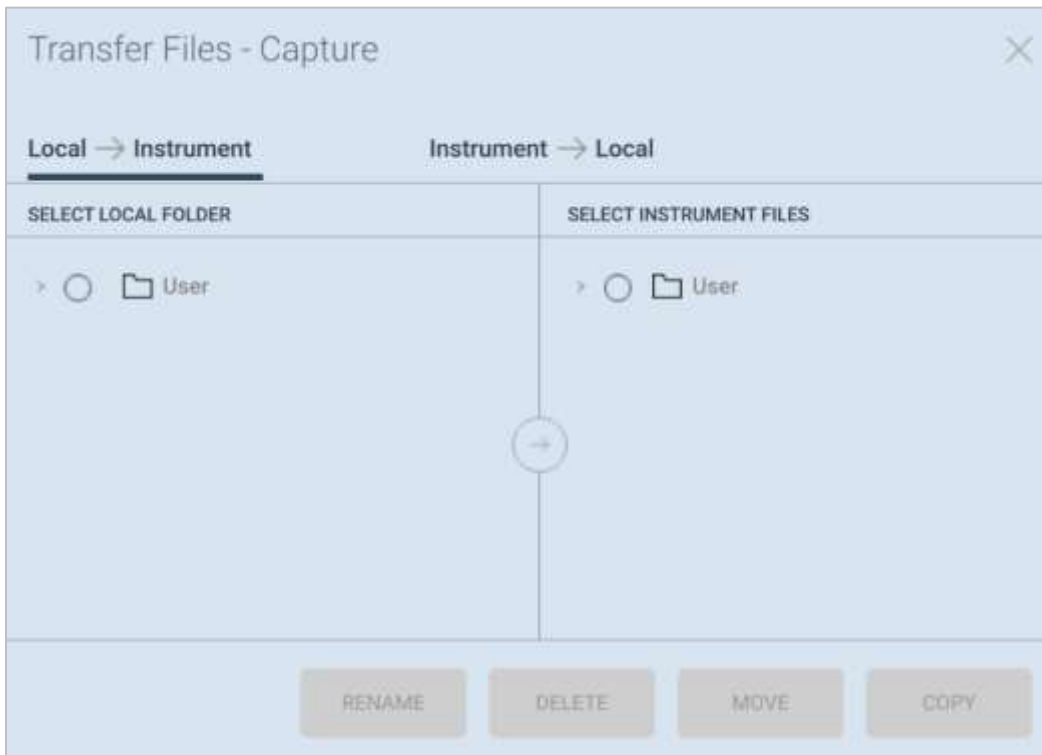 Transfer Files - Capture
Local → Instrument
Instrument → Local
SELECT LOCAL FOLDER
SELECT INSTRUMENT FILES
User
User
RENAME
DELETE
MOVE
COPY